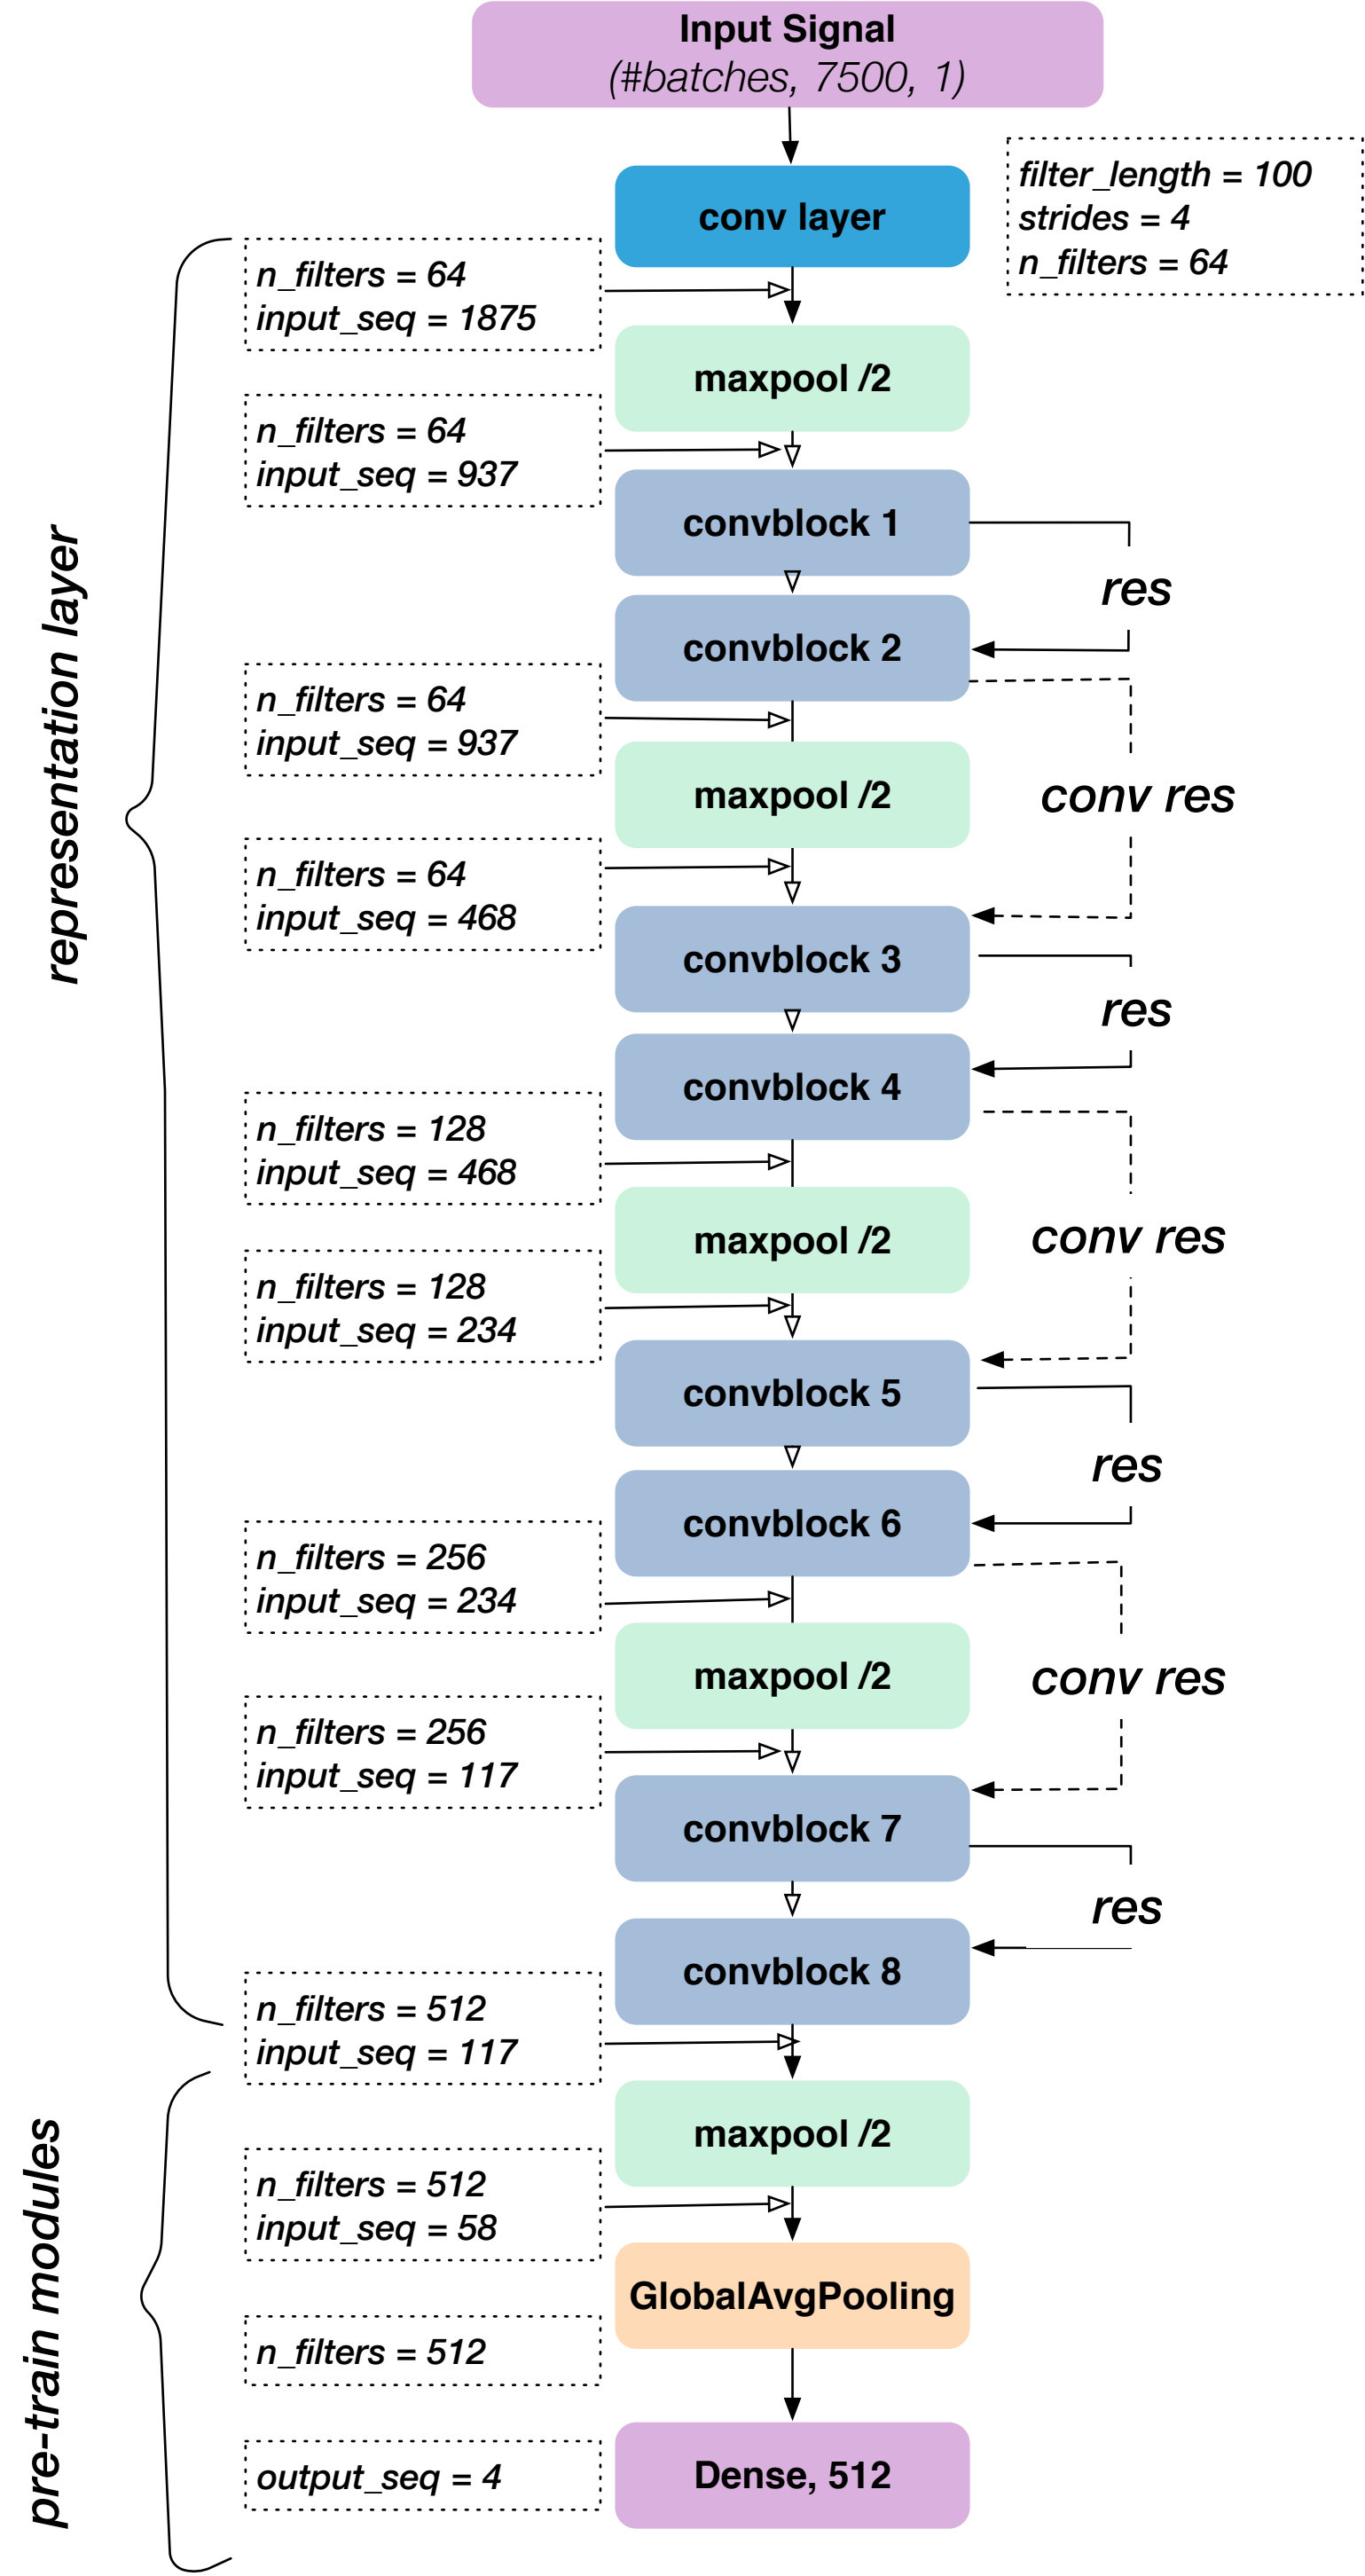 Input Signal
(#batches, 7500, 1)
conv layer
filter_length = 100
strides = 4
n_filters = 64
n_filters = 64
input_seq = 1875
maxpool /2
n_filters = 64
input_seq = 937
convblock 1
res
convblock 2
n_filters = 64
input_seq = 937
maxpool /2
conv res
n_filters = 64
input_seq = 468
convblock 3
res
convblock 4
n_filters = 128
input_seq = 468
maxpool /2
conv res
n_filters = 128
input_seq = 234
convblock 5
res
convblock 6
n_filters = 256
input_seq = 234
maxpool /2
conv res
n_filters = 256
input_seq = 117
convblock 7
res
convblock 8
n_filters = 512
input_seq = 117
representation layer
maxpool /2
n_filters = 512
input_seq = 58
GlobalAvgPooling
n_filters = 512
Dense, 512
output_seq = 4
pre-train modules